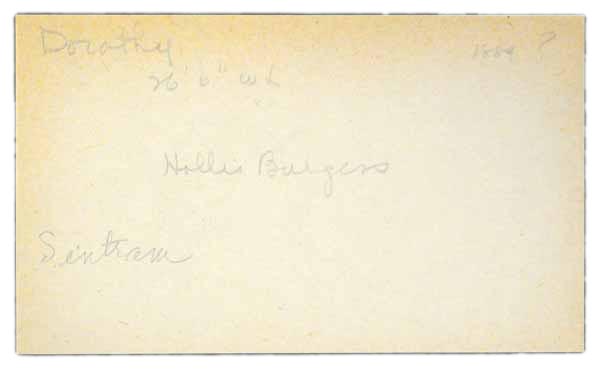 Dorothy 1884 ?
26' 6" WL
Hollis Burgess
Sintram